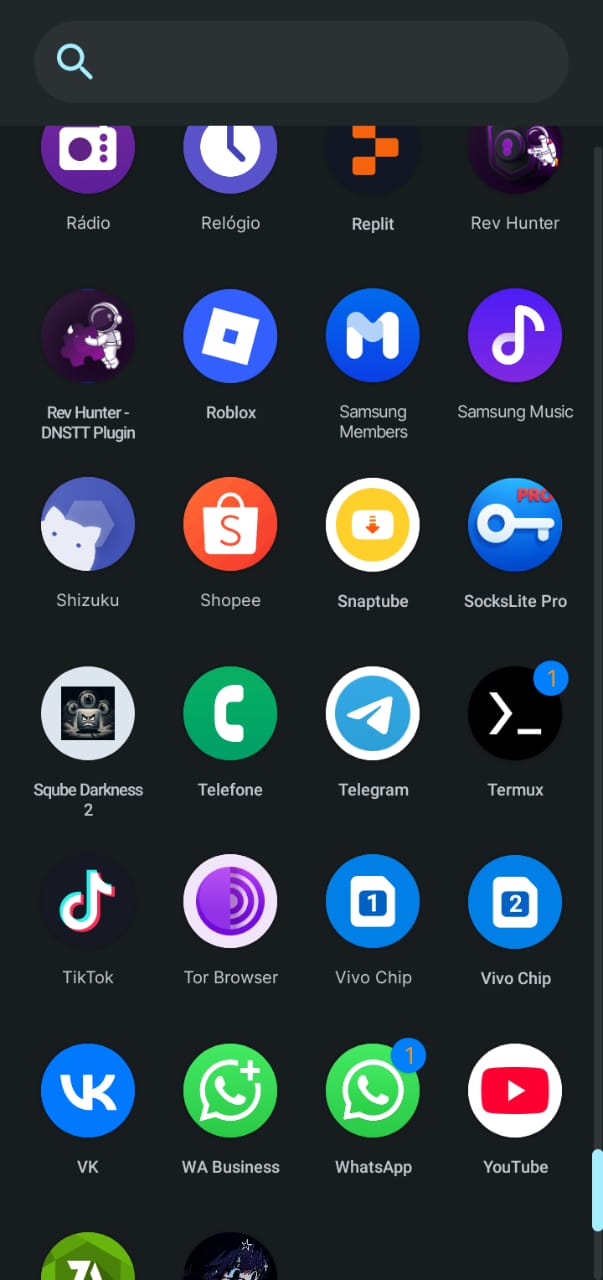 Rádio
Relógio
Replit
Rev Hunter
Rev Hunter -
DNSTT Plugin
Roblox
Samsung
Members
Samsung Music
Shizuku
Shopee
Snaptube
PRO
SocksLite Pro
Sqube Darkness
2
Telefone
Telegram
1
Termux
TikTok
Tor Browser
1
Vivo Chip
2
Vivo Chip
VK
VK
WA Business
1
WhatsApp
YouTube
ZA